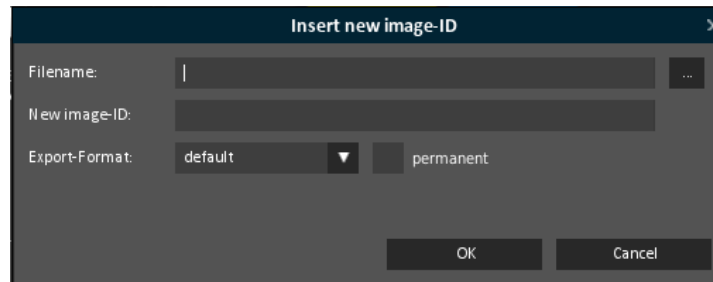 Insert new image-ID
Filename:
...
New image-ID:
Export-Format: default permanent
OK Cancel